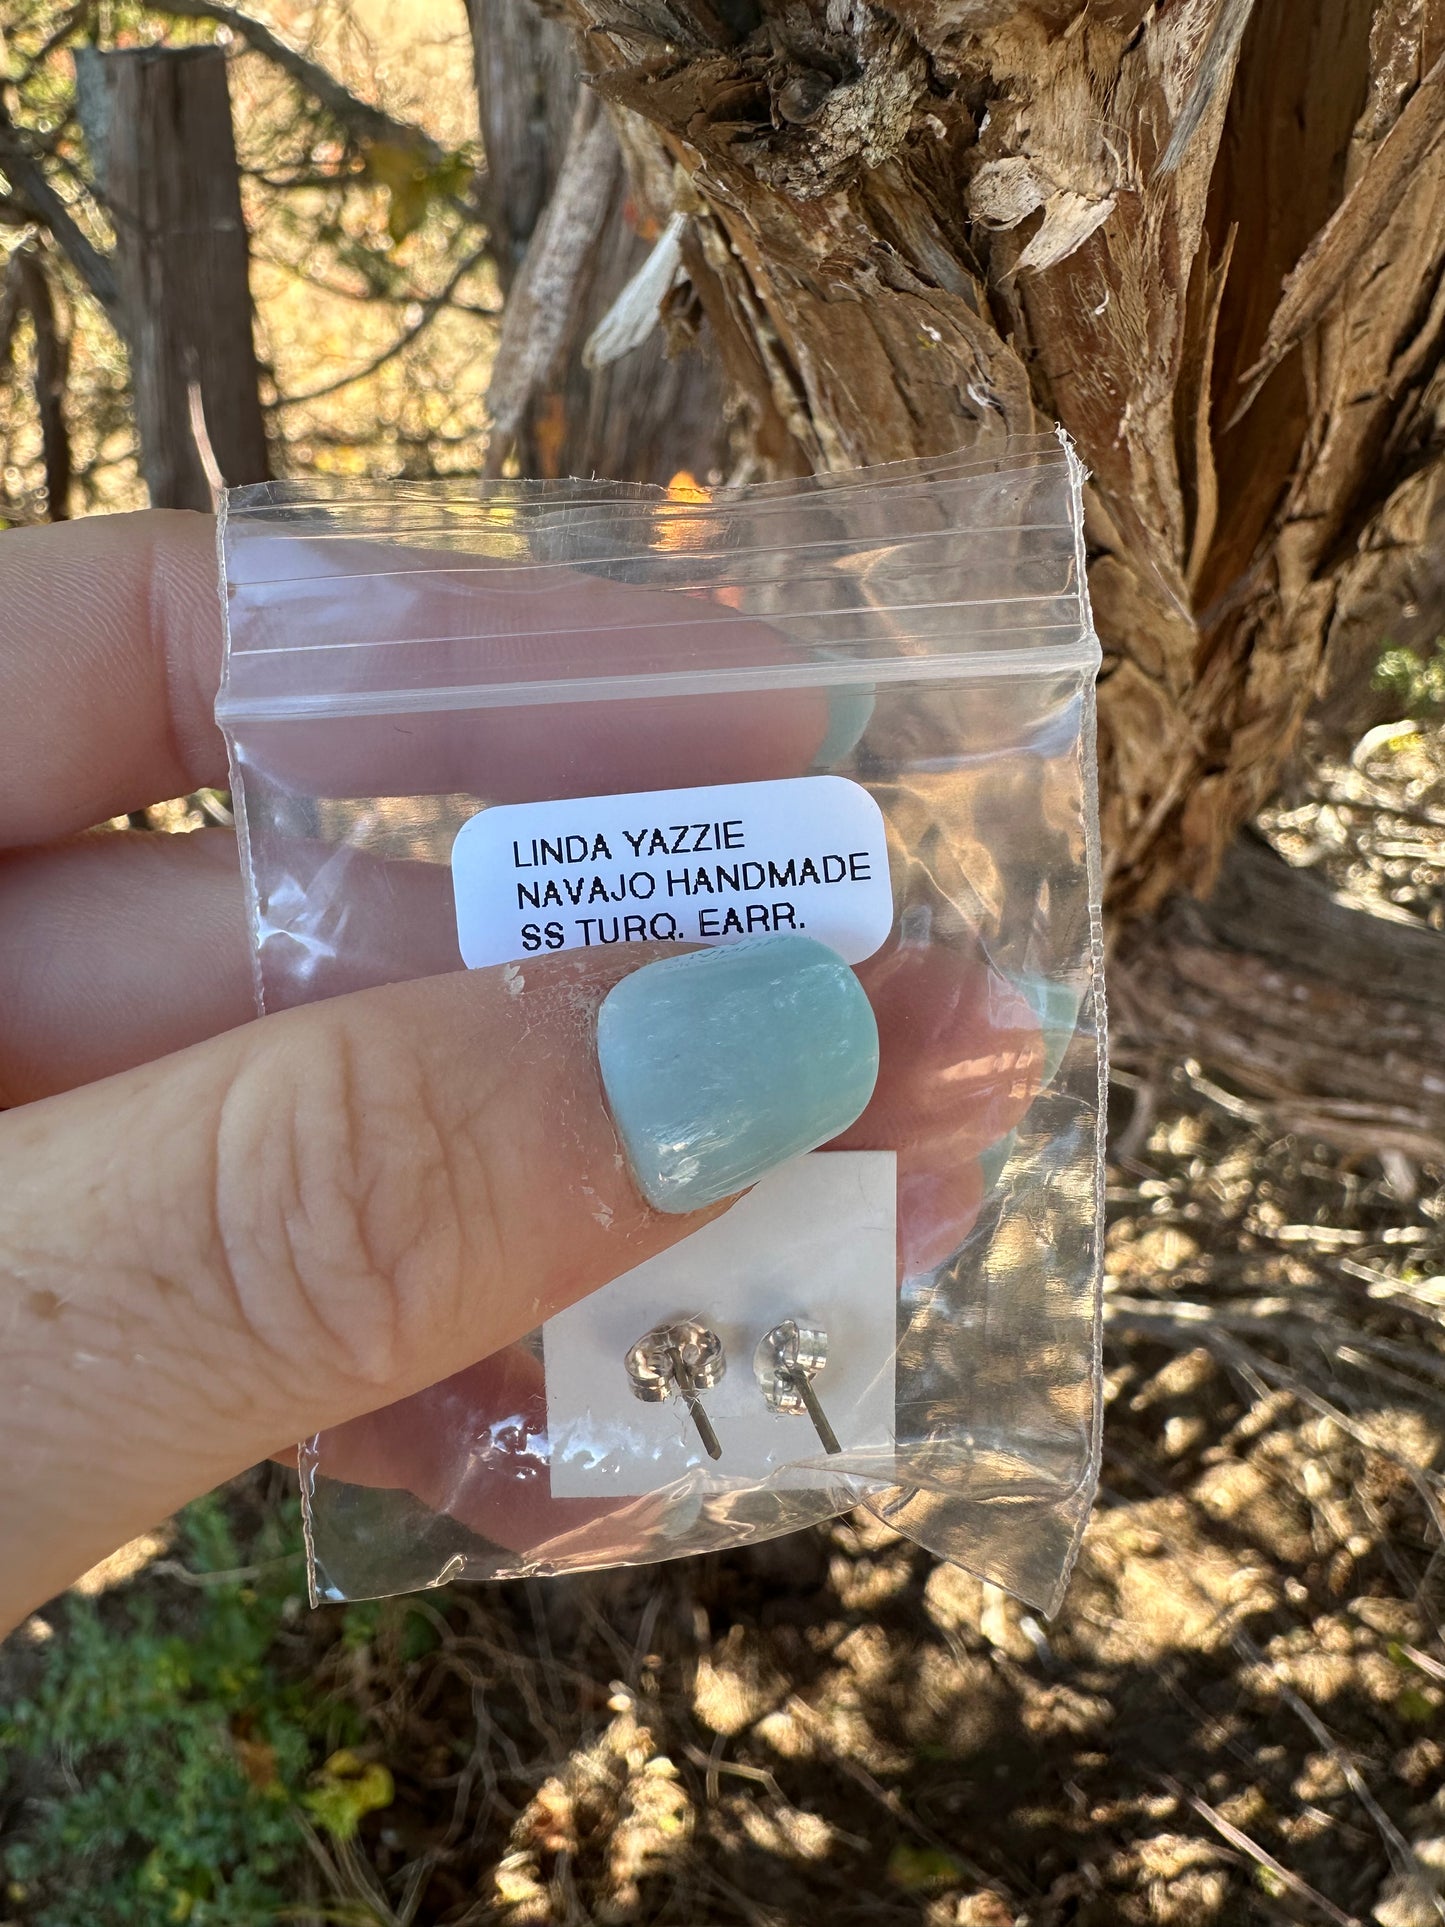 LINDA YAZZIE
NAVAJO HANDMADE
SS TURQ. EARR.